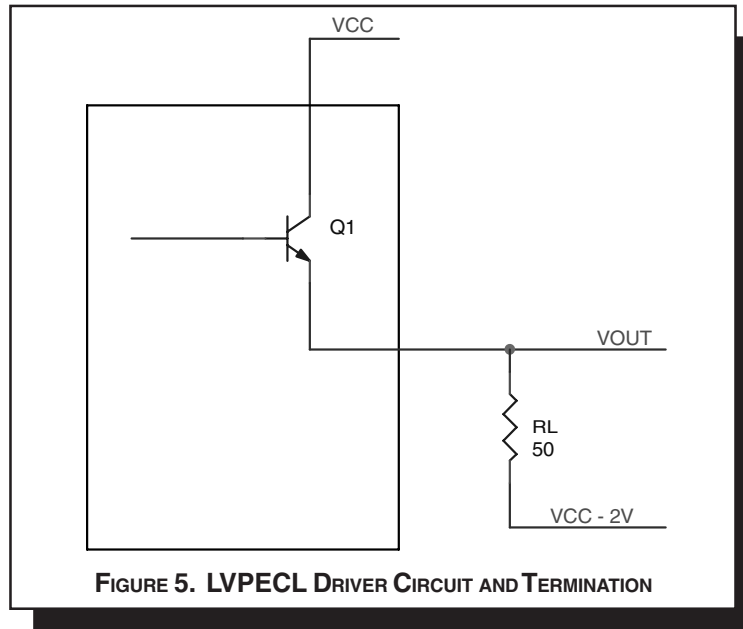 VCC
Q1
VOUT
RL
50
VCC - 2V
FIGURE 5. LVPECL DRIVER CIRCUIT AND TERMINATION